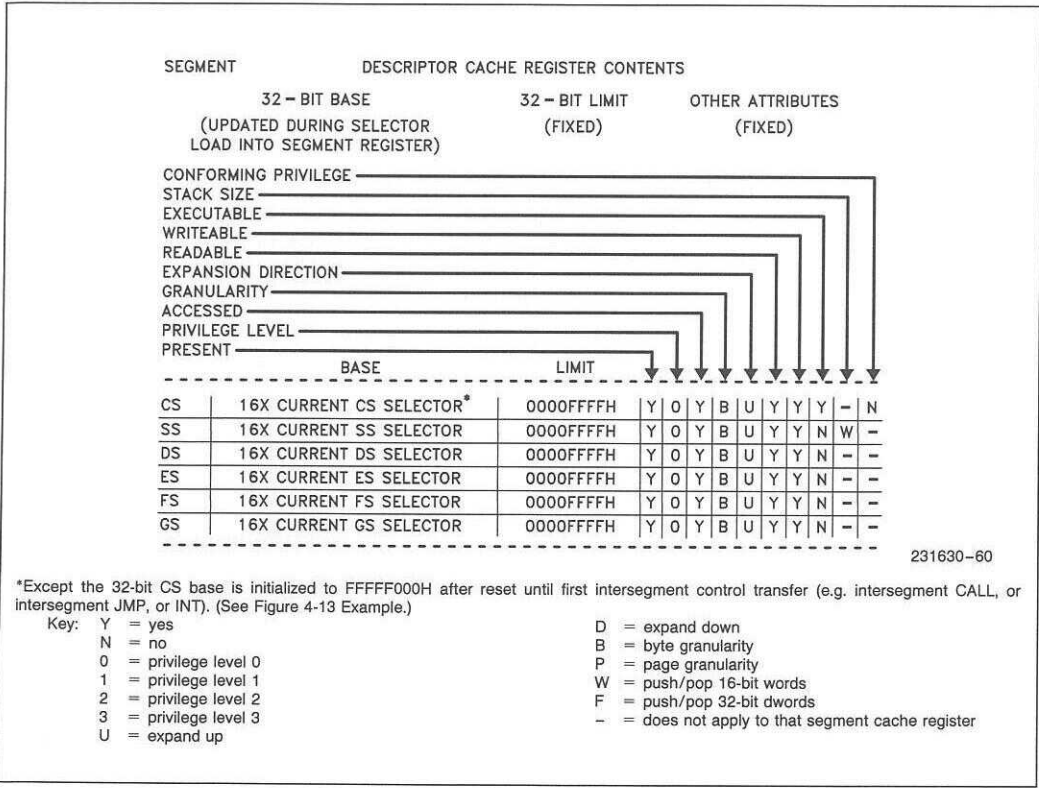 SEGMENT DESCRIPTOR CACHE REGISTER CONTENTS
32 – BIT BASE 32 – BIT LIMIT OTHER ATTRIBUTES
(UPDATED DURING SELECTOR (FIXED) (FIXED)
LOAD INTO SEGMENT REGISTER)
CONFORMING PRIVILEGE
STACK SIZE
EXECUTABLE
WRITEABLE
READABLE
EXPANSION DIRECTION
GRANULARITY
ACCESSED
PRIVILEGE LEVEL
PRESENT
BASE LIMIT
CS 16X CURRENT CS SELECTOR* 0000FFFFH Y 0 Y B U Y Y Y – N
SS 16X CURRENT SS SELECTOR 0000FFFFH Y 0 Y B U Y Y N W –
DS 16X CURRENT DS SELECTOR 0000FFFFH Y 0 Y B U Y Y N – –
ES 16X CURRENT ES SELECTOR 0000FFFFH Y 0 Y B U Y Y N – –
FS 16X CURRENT FS SELECTOR 0000FFFFH Y 0 Y B U Y Y N – –
GS 16X CURRENT GS SELECTOR 0000FFFFH Y 0 Y B U Y Y N – –
231630–60
*Except the 32-bit CS base is initialized to FFFFF000H after reset until first intersegment control transfer (e.g. intersegment CALL, or
intersegment JMP, or INT). (See Figure 4-13 Example.)
Key: Y = yes
N = no
0 = privilege level 0
1 = privilege level 1
2 = privilege level 2
3 = privilege level 3
U = expand up
D = expand down
B = byte granularity
P = page granularity
W = push/pop 16-bit words
F = push/pop 32-bit dwords
– = does not apply to that segment cache register